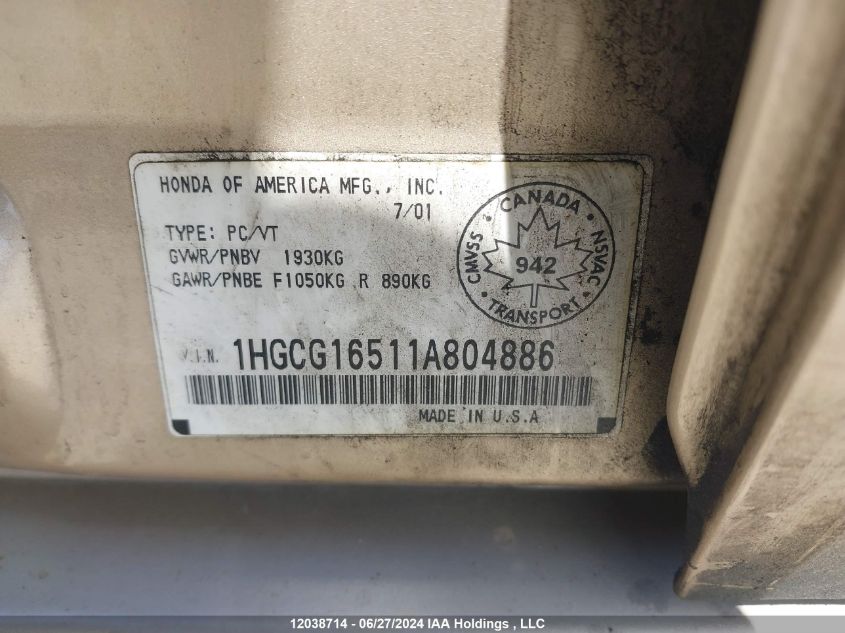 HONDA OF AMERICA MFG., INC.
7/01
TYPE: PC/VT
GVWR/PNBV 1930KG
GAWR/PNBE F1050KG R 890KG
CANADA
CMVSS
NSVAC
942
TRANSPORT
V.I.N. 1HGCG16511A804886
MADE IN U.S.A
12038714 - 06/27/2024 IAA Holdings , LLC